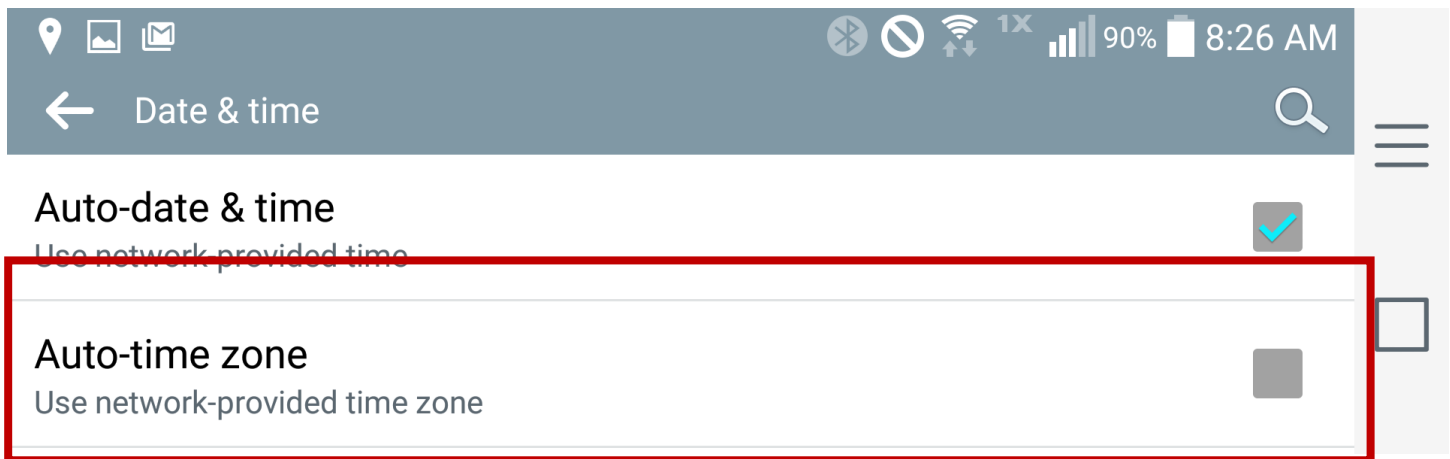 1X 90% 8:26 AM
Date & time
Auto-date & time
Use network-provided time
Auto-time zone
Use network-provided time zone